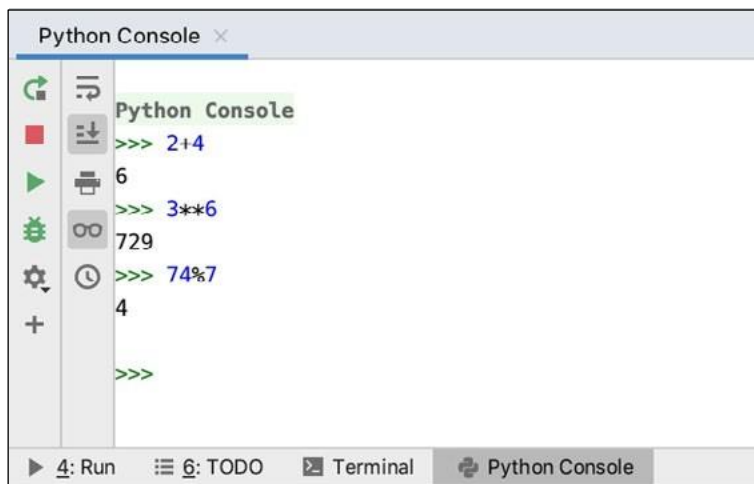 Python Console
Python Console
>>> 2+4
6
>>> 3**6
729
>>> 74%7
4
>>>
4: Run 6: TODO Terminal Python Console